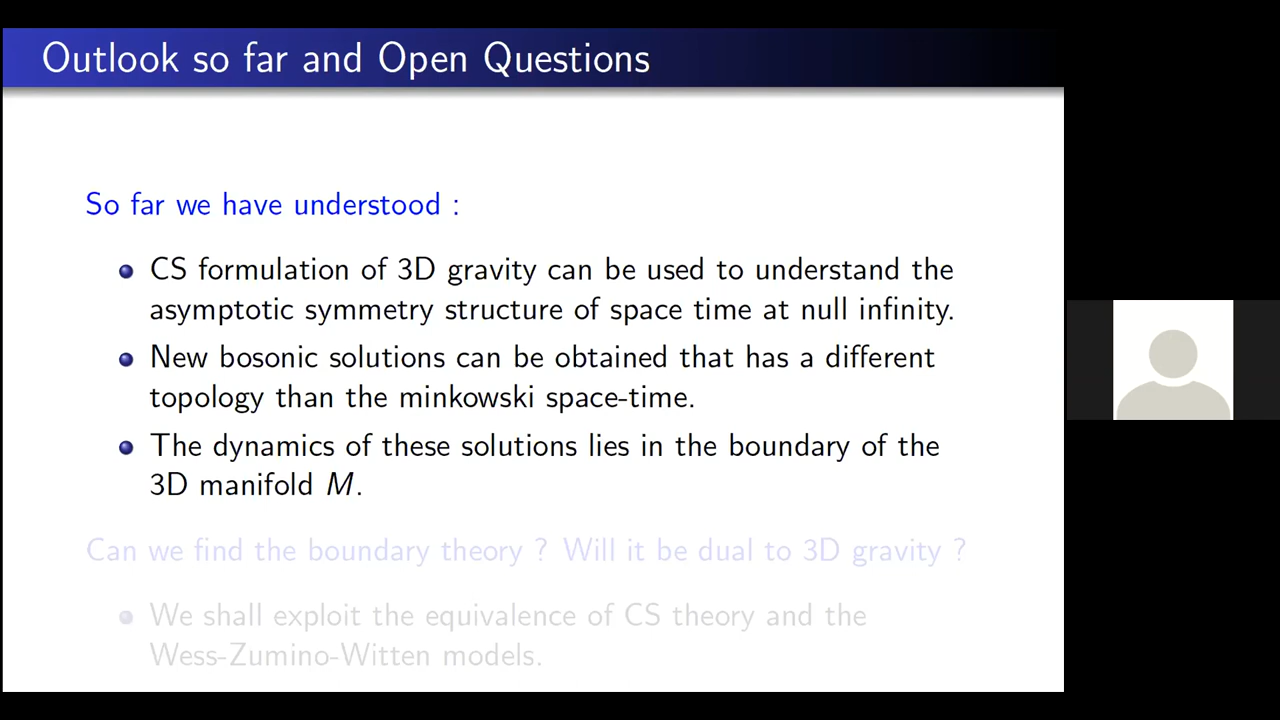 Outlook so far and Open Questions
So far we have understood :
CS formulation of 3D gravity can be used to understand the
asymptotic symmetry structure of space time at null infinity.
New bosonic solutions can be obtained that has a different
topology than the minkowski space-time.
The dynamics of these solutions lies in the boundary of the
3D manifold M.
Can we find the boundary theory ? Will it be dual to 3D gravity ?
We shall exploit the equivalence of CS theory and the
Wess-Zumino-Witten models.